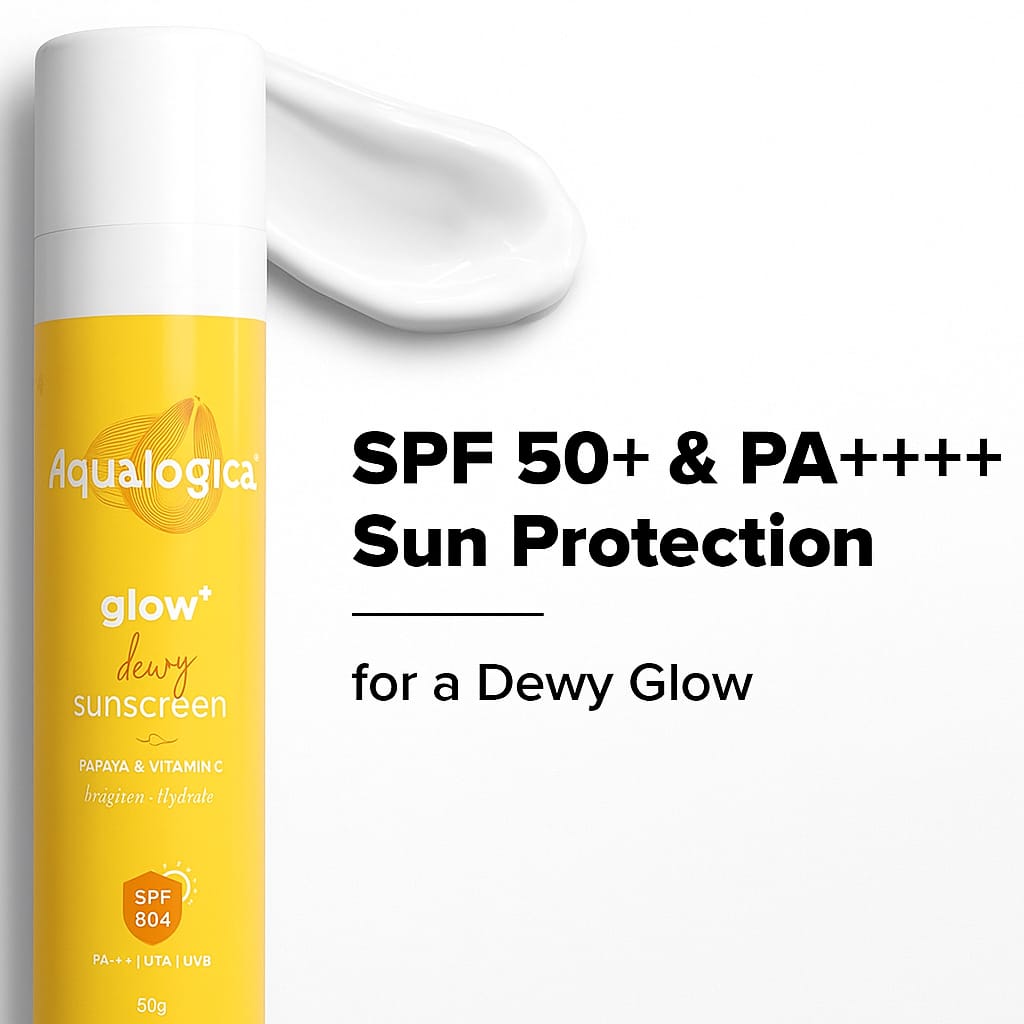 Aqualogica®
glow+
dewy
sunscreen
PAPAYA & VITAMIN C
brágiten - tlydrate
SPF
804
PA-++ | UTA | UVB
50g
SPF 50+ & PA++++
Sun Protection
for a Dewy Glow